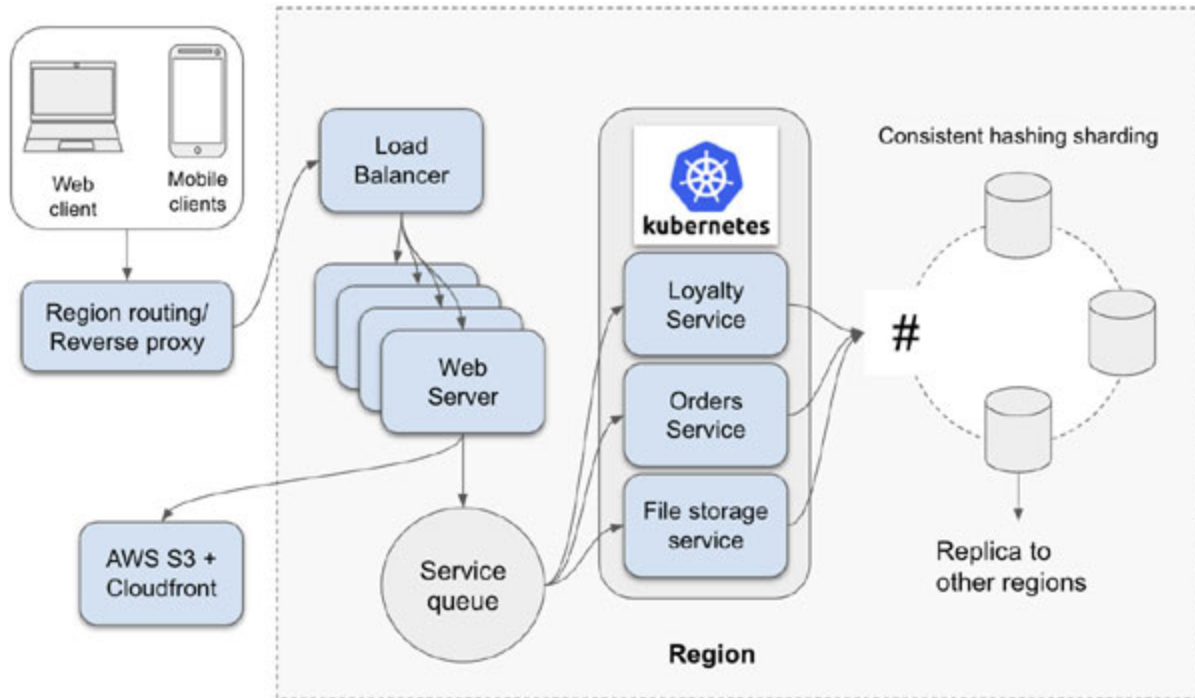 Web
client
Mobile
clients
Region routing/
Reverse proxy
Load
Balancer
Web
Server
AWS S3 +
Cloudfront
Service
queue
kubernetes
Loyalty
Service
Orders
Service
File storage
service
Region
Consistent hashing sharding
#
Replica to
other regions